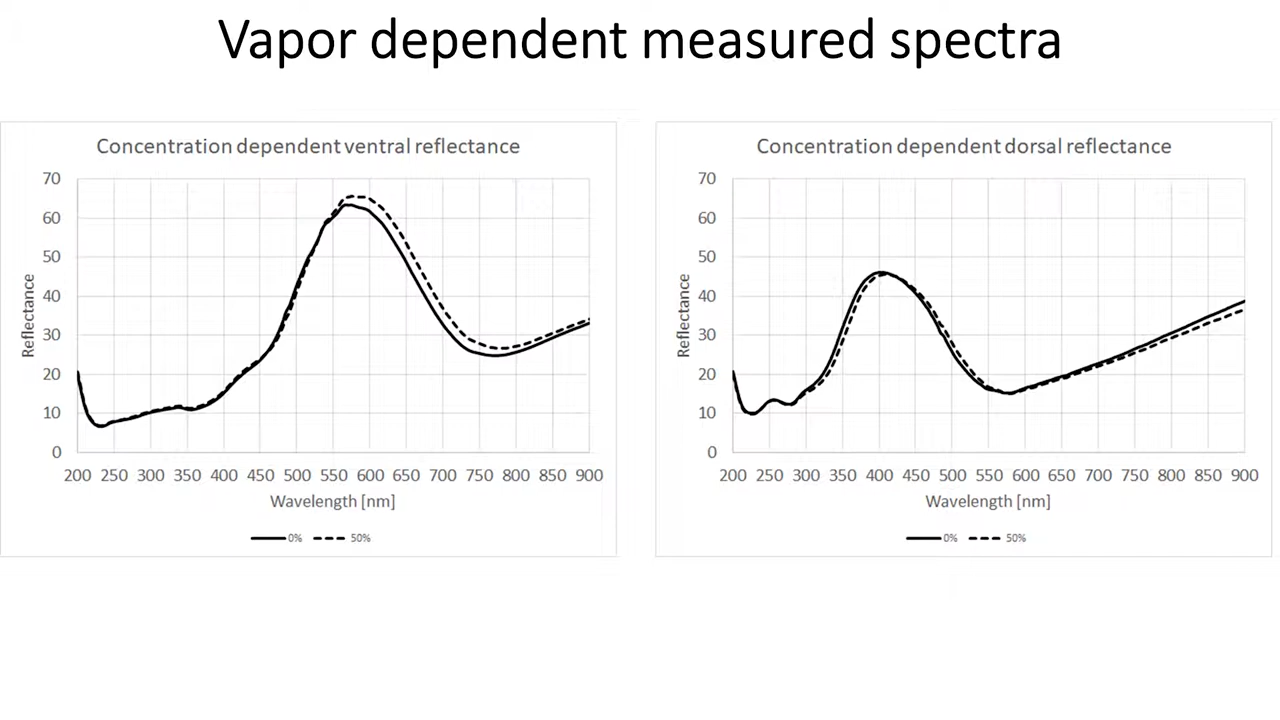 Vapor dependent measured spectra
Concentration dependent ventral reflectance
70
60
50
40
30
20
10
0
Reflectance
200 250 300 350 400 450 500 550 600 650 700 750 800 850 900
Wavelength [nm]
0% 50%
Concentration dependent dorsal reflectance
70
60
50
40
30
20
10
0
Reflectance
200 250 300 350 400 450 500 550 600 650 700 750 800 850 900
Wavelength [nm]
0% 50%